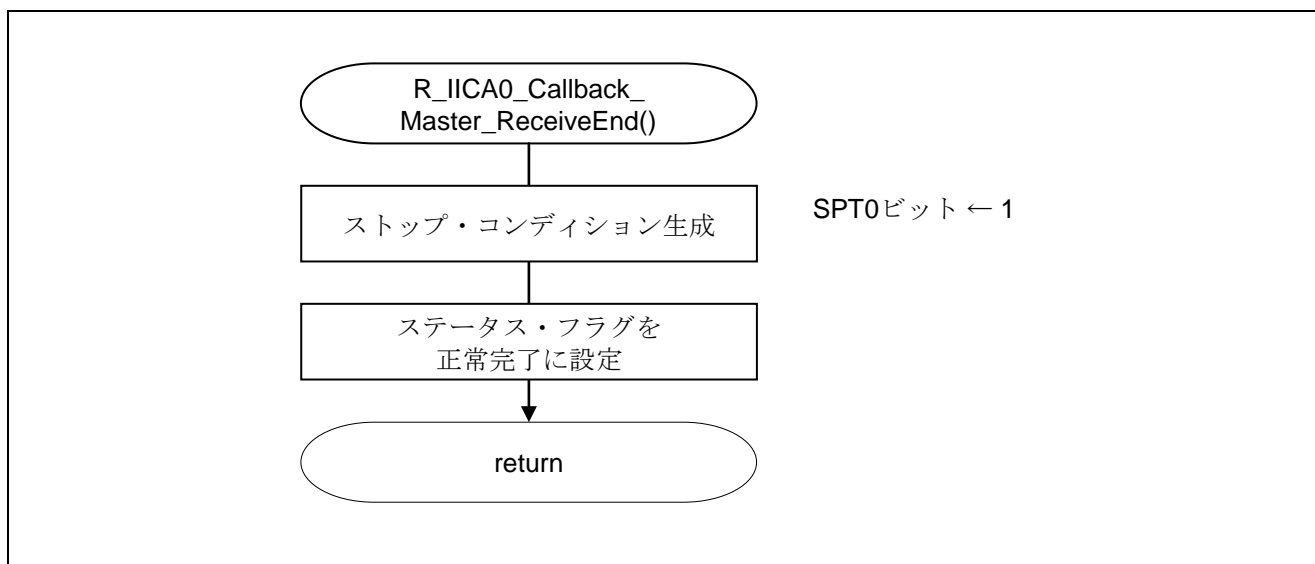 R_IICA0_Callback_
Master_ReceiveEnd()
ストップ・コンディション生成
SPT0ビット ← 1
ステータス・フラグを
正常完了に設定
return